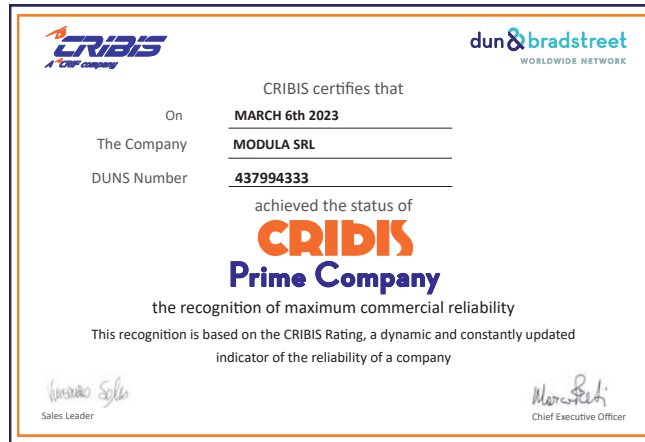 CRIBIS
A CRIF company
dun & bradstreet
WORLDWIDE NETWORK
CRIBIS certifies that
On MARCH 6th 2023
The Company MODULA SRL
DUNS Number 437994333
achieved the status of
CRIBIS
Prime Company
the recognition of maximum commercial reliability
This recognition is based on the CRIBIS Rating, a dynamic and constantly updated
indicator of the reliability of a company
Sales Leader
Chief Executive Officer